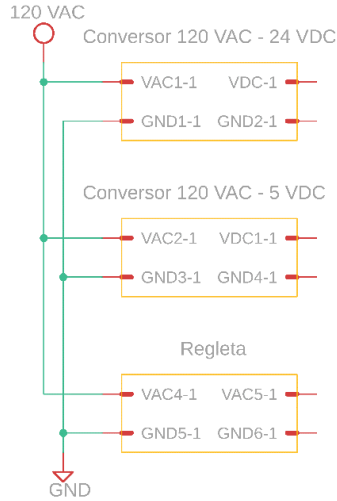 120 VAC
Conversor 120 VAC - 24 VDC
VAC1-1 VDC-1
GND1-1 GND2-1
Conversor 120 VAC - 5 VDC
VAC2-1 VDC1-1
GND3-1 GND4-1
Regleta
VAC4-1 VAC5-1
GND5-1 GND6-1
GND